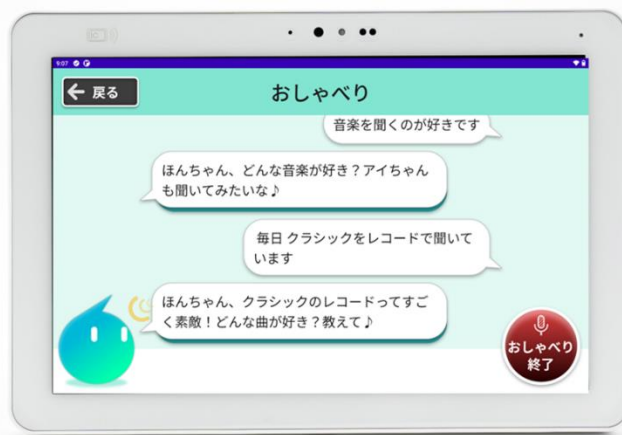 9:07
戻る
おしゃべり
音楽を聞くのが好きです
ほんちゃん、どんな音楽が好き？アイちゃん
も聞いてみたいな♪
毎日 クラシックをレコードで聞いて
います
ほんちゃん、クラシックのレコードってすご
く素敵！どんな曲が好き？教えて♪
おしゃべり
終了